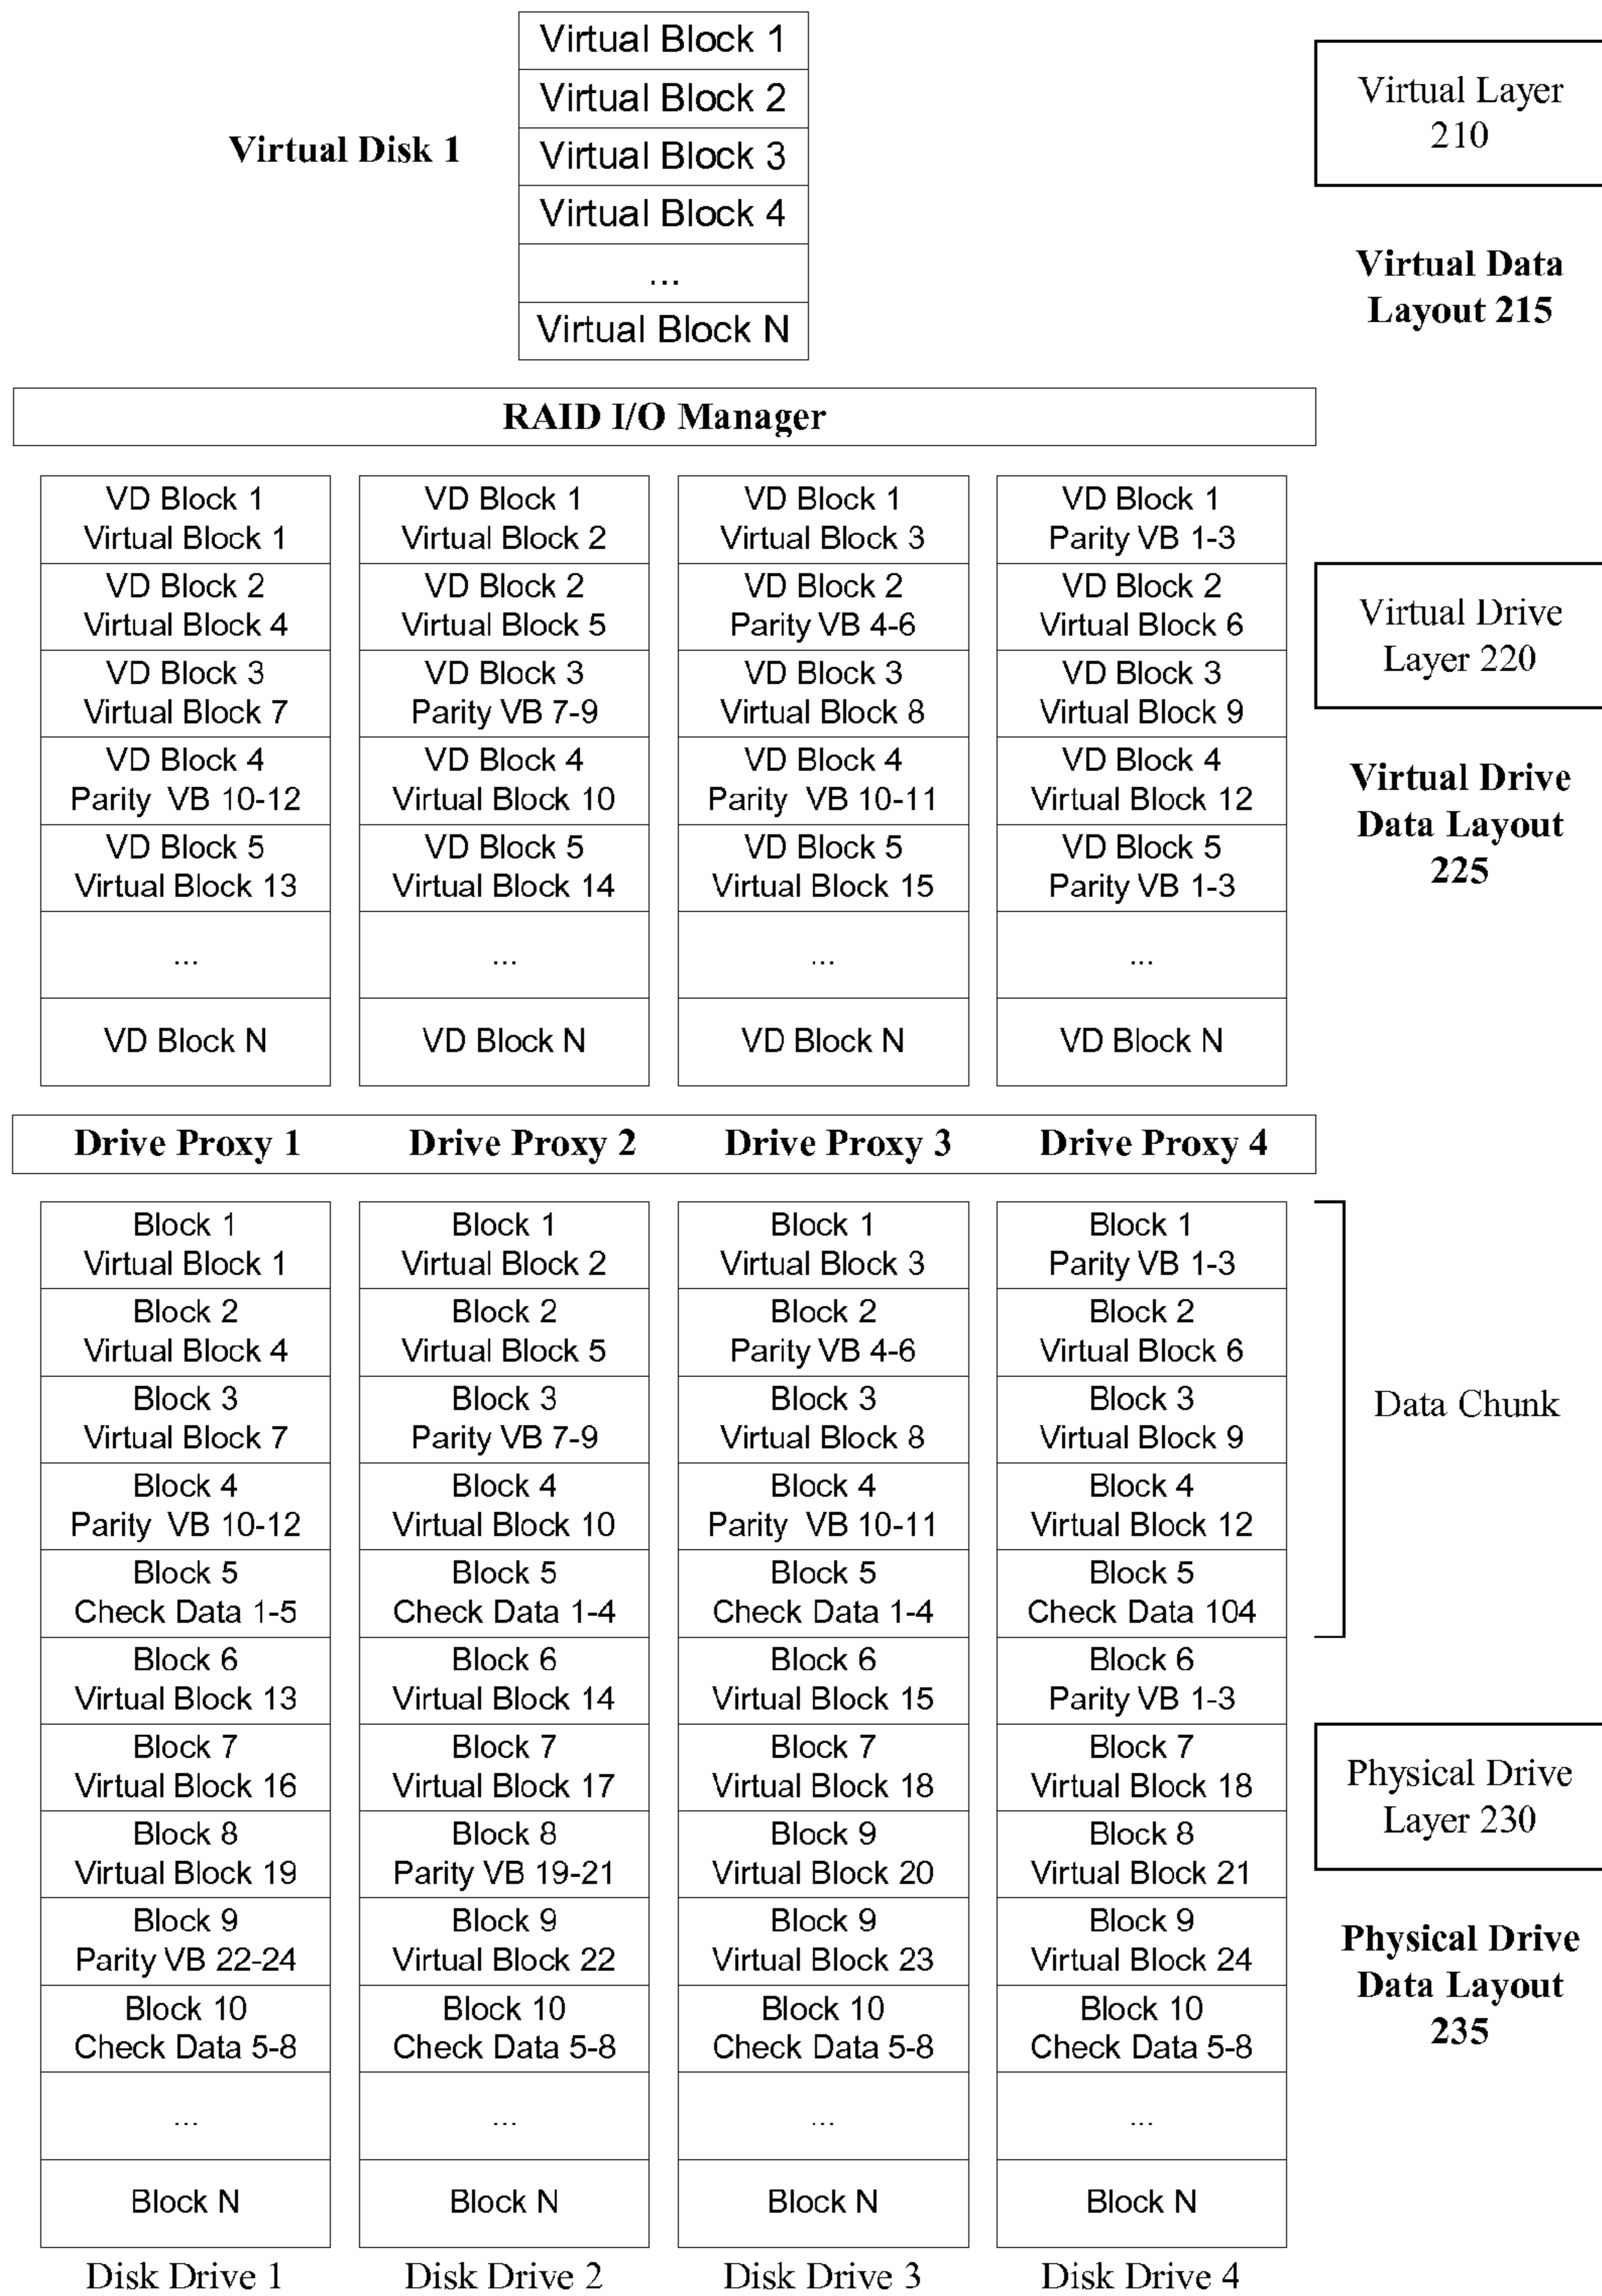 Virtual Disk 1
Virtual Block 1
Virtual Block 2
Virtual Block 3
Virtual Block 4
...
Virtual Block N
Virtual Layer
210
Virtual Data
Layout 215
RAID I/O Manager
VD Block 1
Virtual Block 1
VD Block 1
Virtual Block 2
VD Block 1
Virtual Block 3
VD Block 1
Parity VB 1-3
VD Block 2
Virtual Block 4
VD Block 2
Virtual Block 5
VD Block 2
Parity VB 4-6
VD Block 2
Virtual Block 6
VD Block 3
Virtual Block 7
VD Block 3
Parity VB 7-9
VD Block 3
Virtual Block 8
VD Block 3
Virtual Block 9
VD Block 4
Parity VB 10-12
VD Block 4
Virtual Block 10
VD Block 4
Parity VB 10-11
VD Block 4
Virtual Block 12
VD Block 5
Virtual Block 13
VD Block 5
Virtual Block 14
VD Block 5
Virtual Block 15
VD Block 5
Parity VB 1-3
...
...
...
...
VD Block N
VD Block N
VD Block N
VD Block N
Virtual Drive
Layer 220
Virtual Drive
Data Layout
225
Drive Proxy 1
Drive Proxy 2
Drive Proxy 3
Drive Proxy 4
Block 1
Virtual Block 1
Block 1
Virtual Block 2
Block 1
Virtual Block 3
Block 1
Parity VB 1-3
Block 2
Virtual Block 4
Block 2
Virtual Block 5
Block 2
Parity VB 4-6
Block 2
Virtual Block 6
Block 3
Virtual Block 7
Block 3
Parity VB 7-9
Block 3
Virtual Block 8
Block 3
Virtual Block 9
Block 4
Parity VB 10-12
Block 4
Virtual Block 10
Block 4
Parity VB 10-11
Block 4
Virtual Block 12
Block 5
Check Data 1-5
Block 5
Check Data 1-4
Block 5
Check Data 1-4
Block 5
Check Data 104
Data Chunk
Block 6
Virtual Block 13
Block 6
Virtual Block 14
Block 6
Virtual Block 15
Block 6
Parity VB 1-3
Block 7
Virtual Block 16
Block 7
Virtual Block 17
Block 7
Virtual Block 18
Block 7
Virtual Block 18
Block 8
Virtual Block 19
Block 8
Parity VB 19-21
Block 9
Virtual Block 20
Block 8
Virtual Block 21
Block 9
Parity VB 22-24
Block 9
Virtual Block 22
Block 9
Virtual Block 23
Block 9
Virtual Block 24
Block 10
Check Data 5-8
Block 10
Check Data 5-8
Block 10
Check Data 5-8
Block 10
Check Data 5-8
...
...
...
...
Block N
Block N
Block N
Block N
Physical Drive
Layer 230
Physical Drive
Data Layout
235
Disk Drive 1
Disk Drive 2
Disk Drive 3
Disk Drive 4